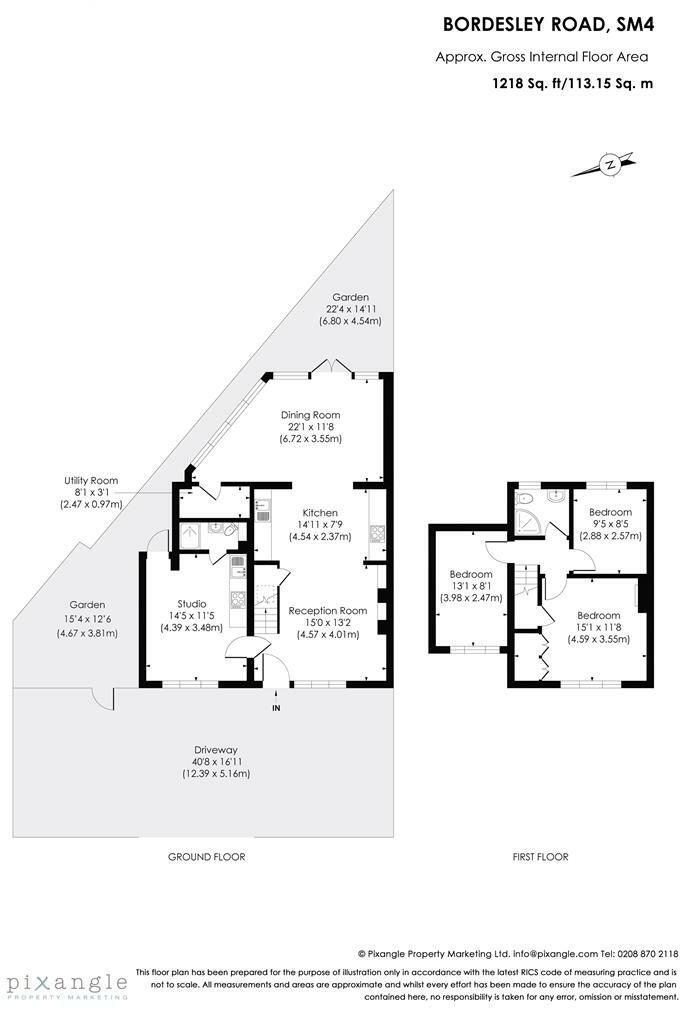 BORDESLEY ROAD, SM4
Approx. Gross Internal Floor Area
1218 Sq. ft/113.15 Sq. m
N
Garden
22'4 x 14'11
(6.80 x 4.54m)
Dining Room
22'1 x 11'8
(6.72 x 3.55m)
Utility Room
8'1 x 3'1
(2.47 x 0.97m)
Kitchen
14'11 x 7'9
(4.54 x 2.37m)
Garden
15'4 x 12'6
(4.67 x 3.81m)
Studio
14'5 x 11'5
(4.39 x 3.48m)
Reception Room
15'0 x 13'2
(4.57 x 4.01m)
IN
Driveway
40'8 x 16'11
(12.39 x 5.16m)
GROUND FLOOR
Bedroom
9'5 x 8'5
(2.88 x 2.57m)
Bedroom
13'1 x 8'1
(3.98 x 2.47m)
Bedroom
15'1 x 11'8
(4.59 x 3.55m)
FIRST FLOOR
© Pixangle Property Marketing Ltd. info@pixangle.com Tel: 0208 870 2118
pixangle
PROPERTY MARKETING
This floor plan has been prepared for the purpose of illustration only in accordance with the latest RICS code of measuring practice and is
not to scale. All measurements and areas are approximate and whilst every effort has been made to ensure the accuracy of the plan
contained here, no responsibility is taken for any error, omission or misstatement.